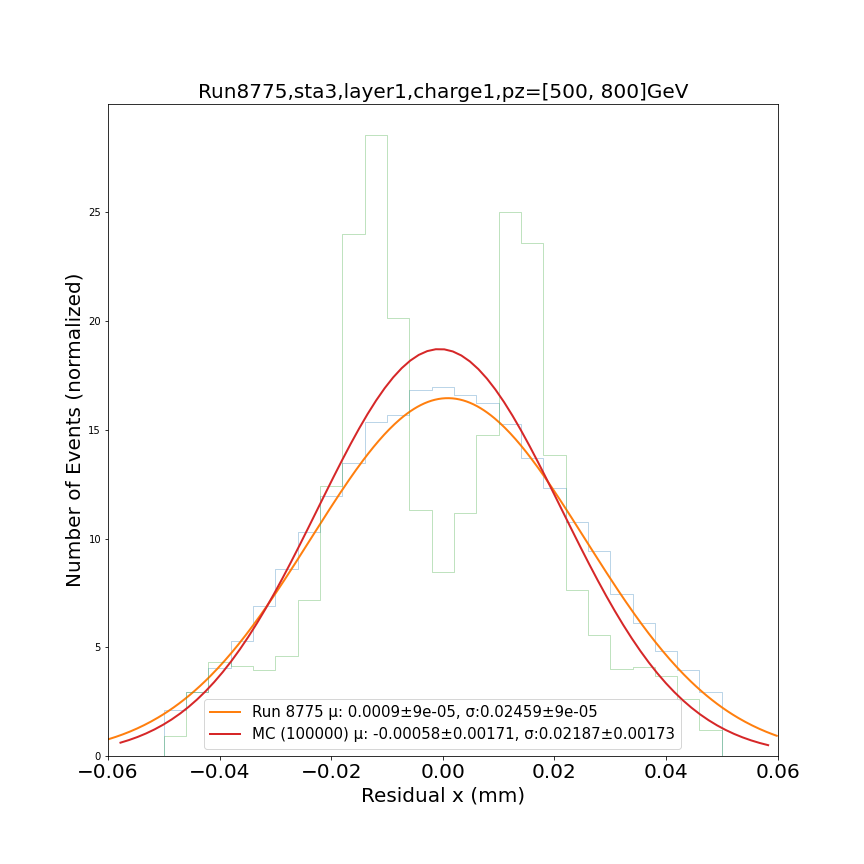 Run8775,sta3,layer1,charge1,pz=[500, 800]GeV
Number of Events (normalized)
25
20
15
10
5
0
Run 8775 μ: 0.0009±9e-05, σ:0.02459±9e-05
MC (100000) μ: -0.00058±0.00171, σ:0.02187±0.00173
−0.06 −0.04 −0.02 0.00 0.02 0.04 0.06
Residual x (mm)